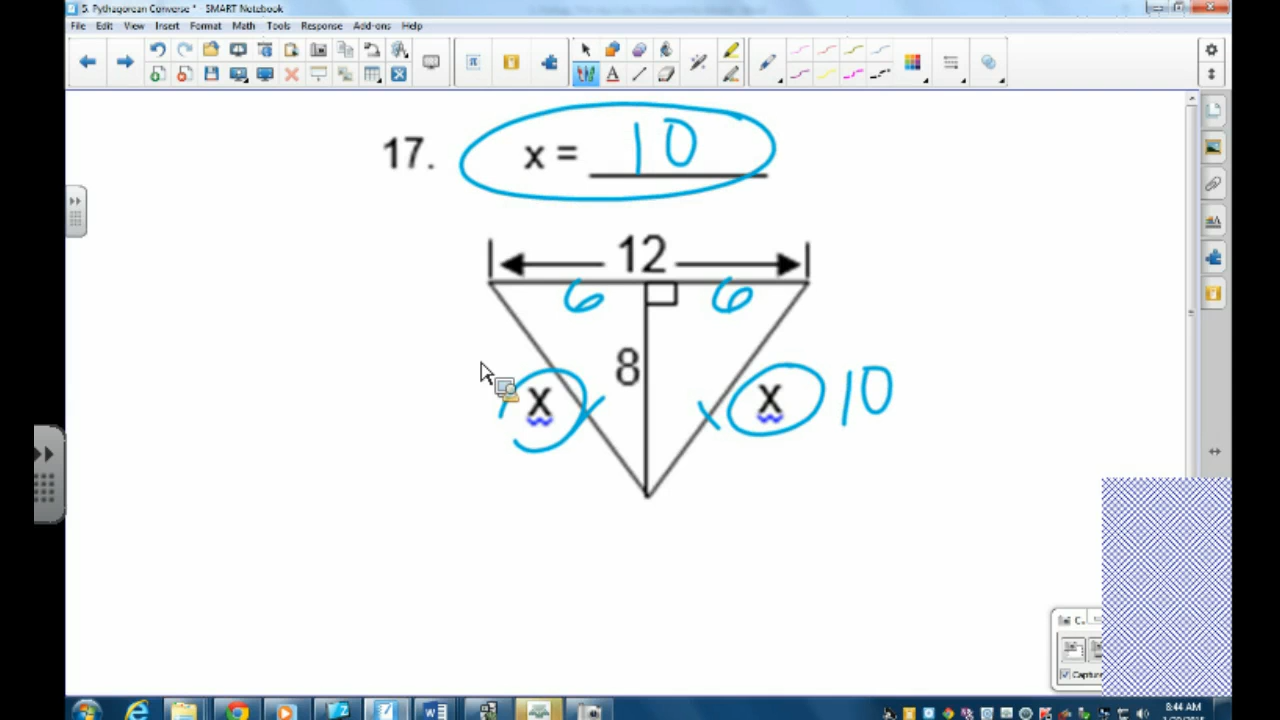 5. Pythagorean Converse * - SMART Notebook
File Edit View Insert Format Math Tools Response Add-ons Help
17. x = 10
12
6 6
8
x x 10
C.
Capture
8:44 AM